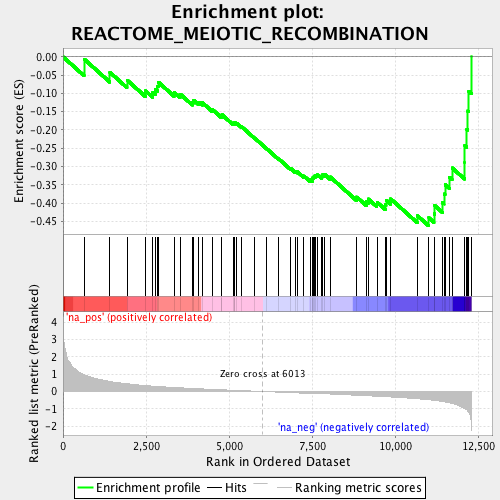 Enrichment plot:
REACTOME_MEIOTIC_RECOMBINATION
Enrichment score (ES)
0.00
-0.05
-0.10
-0.15
-0.20
-0.25
-0.30
-0.35
-0.40
-0.45
'na_pos' (positively correlated)
Ranked list metric (PreRanked)
4
3
2
1
0
-1
-2
Zero cross at 6013
'na_neg' (negatively correlated)
0
2,500
5,000
7,500
10,000
12,500
Rank in Ordered Dataset
Enrichment profile
Hits
Ranking metric scores